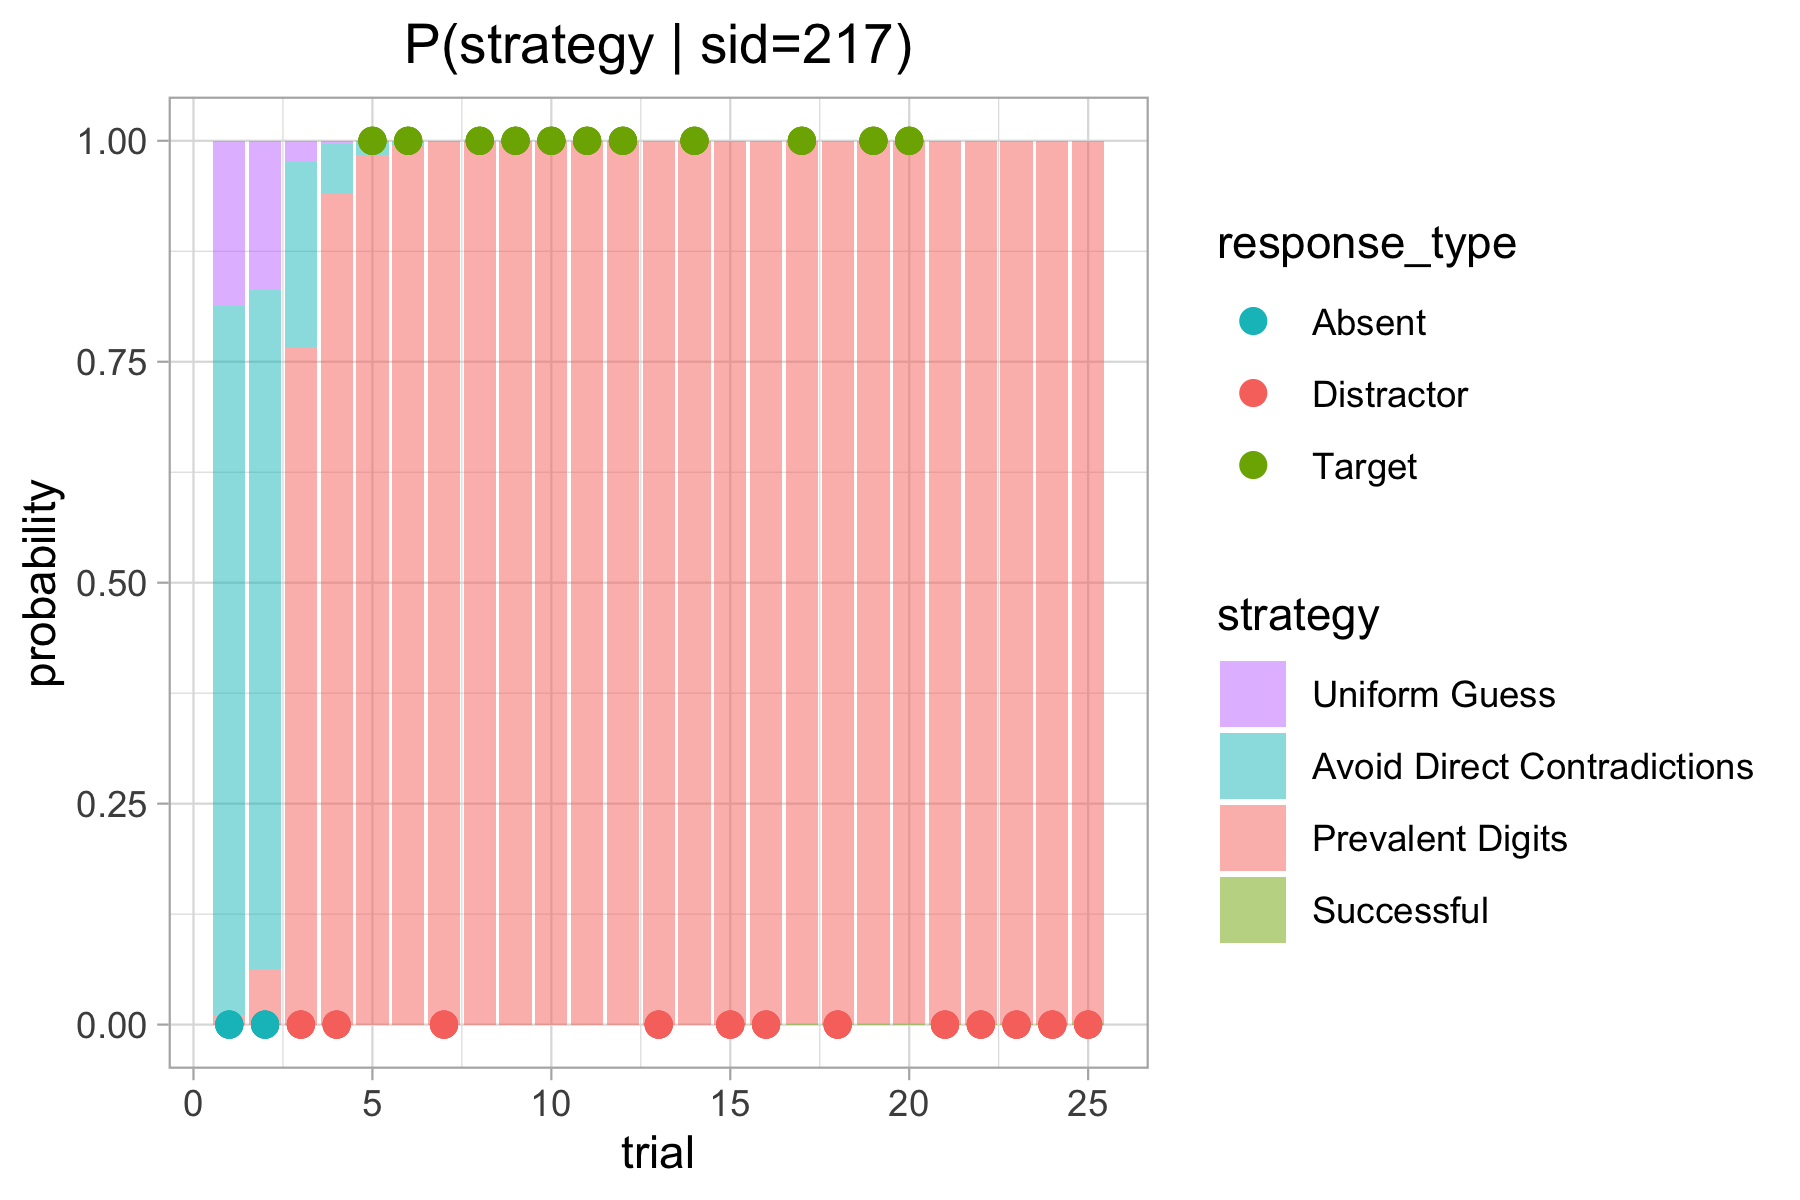 P(strategy | sid=217)
1.00
0.75
0.50
0.25
0.00
probability
0 5 10 15 20 25
trial
response_type
Absent
Distractor
Target
strategy
Uniform Guess
Avoid Direct Contradictions
Prevalent Digits
Successful